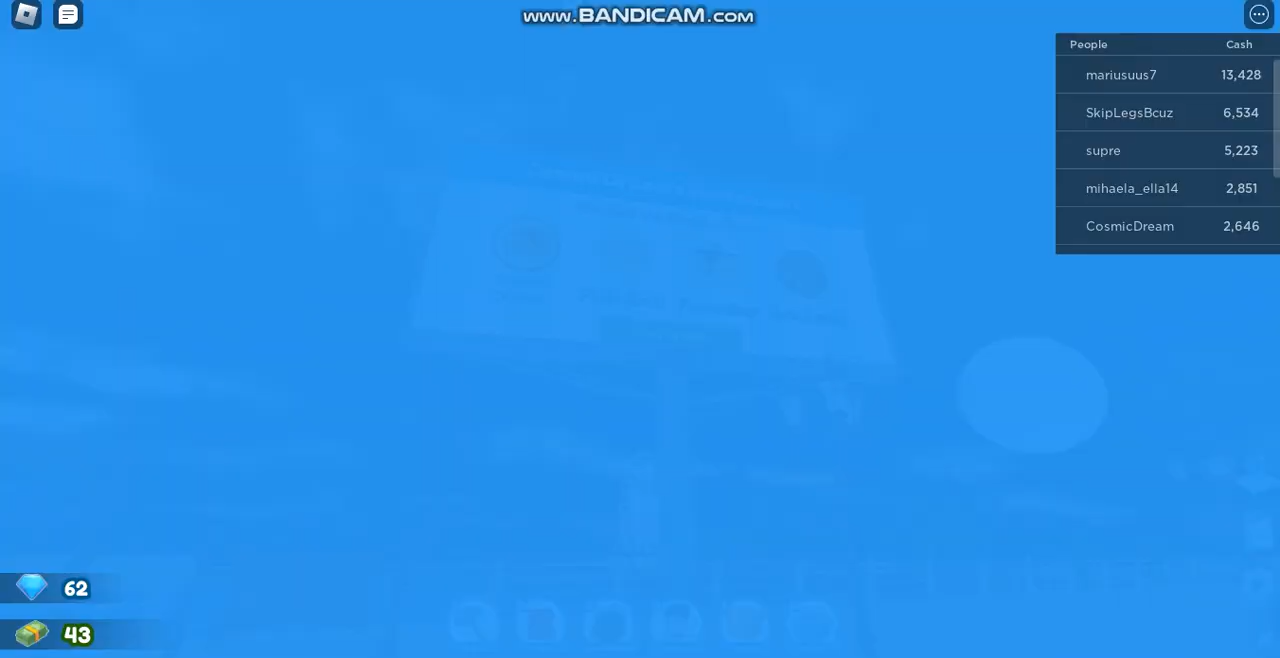 www.BANDICAM.com
People Cash
mariusuus7 13,428
SkipLegsBcuz 6,534
supre 5,223
mihaela_ella14 2,851
CosmicDream 2,646
62
43